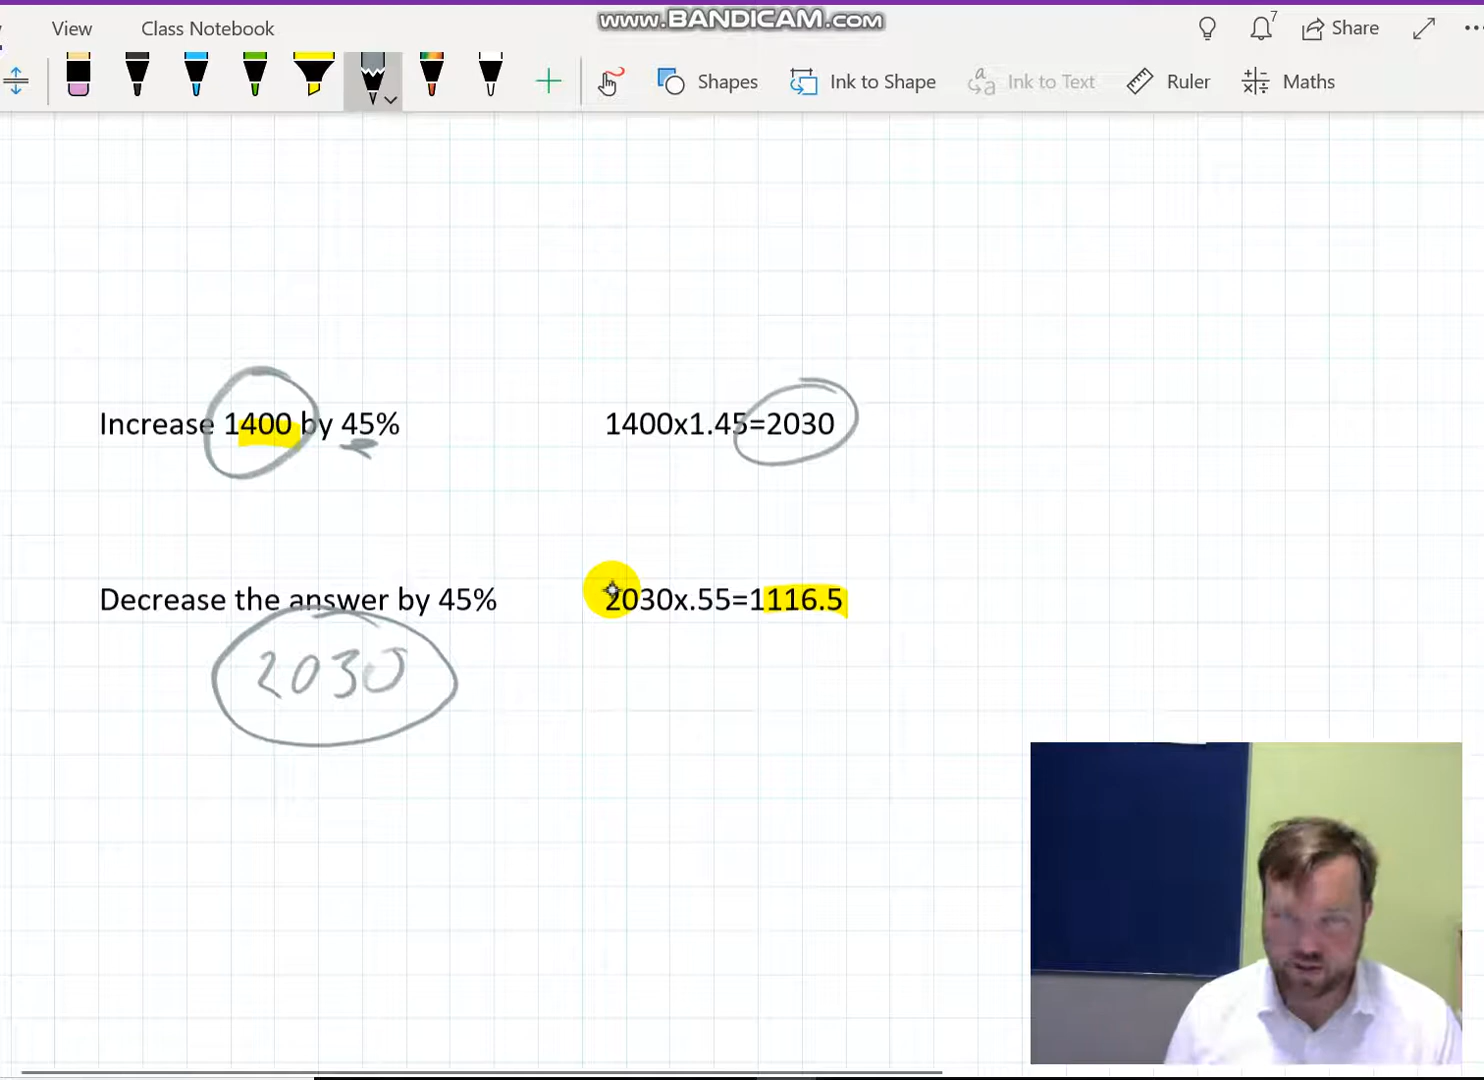 www.BANDICAM.com
View Class Notebook 7 Share
Shapes Ink to Shape Ink to Text Ruler Maths
Increase 1400 by 45% 1400x1.45=2030
Decrease the answer by 45% 2030x.55=1116.5
2030